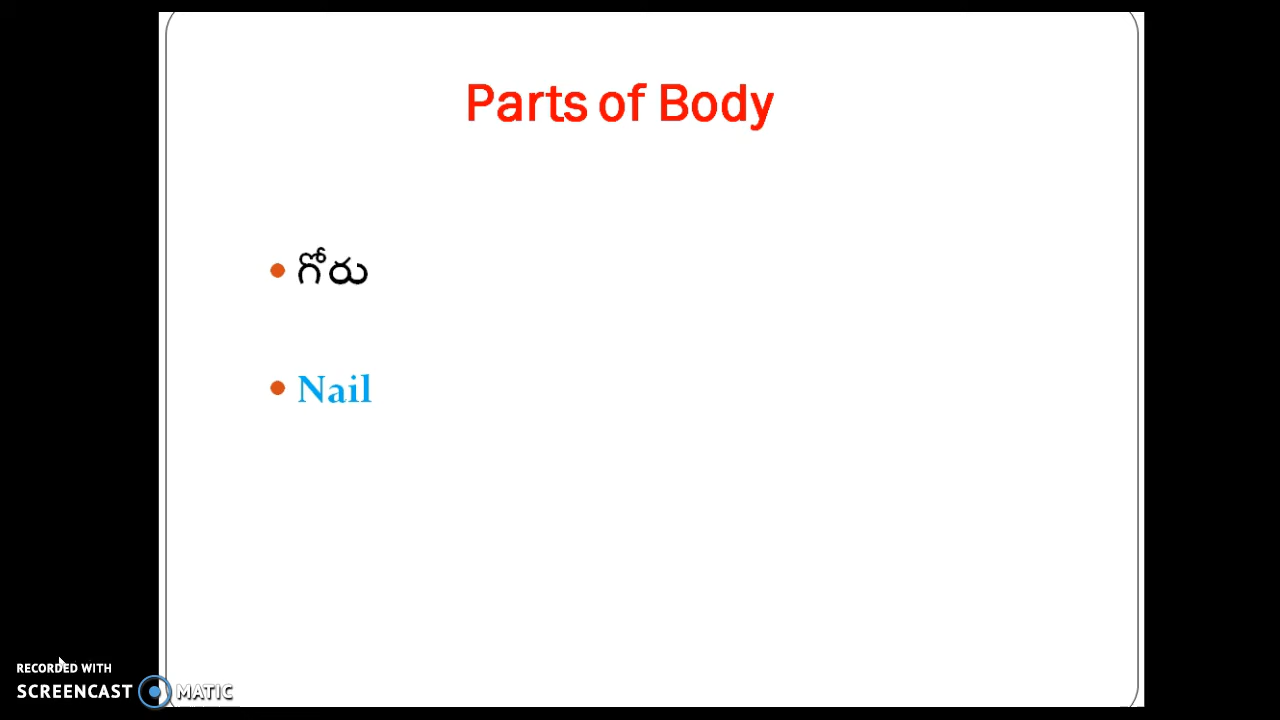 Parts of Body
గోరు
Nail
RECORDED WITH
SCREENCAST MATIC